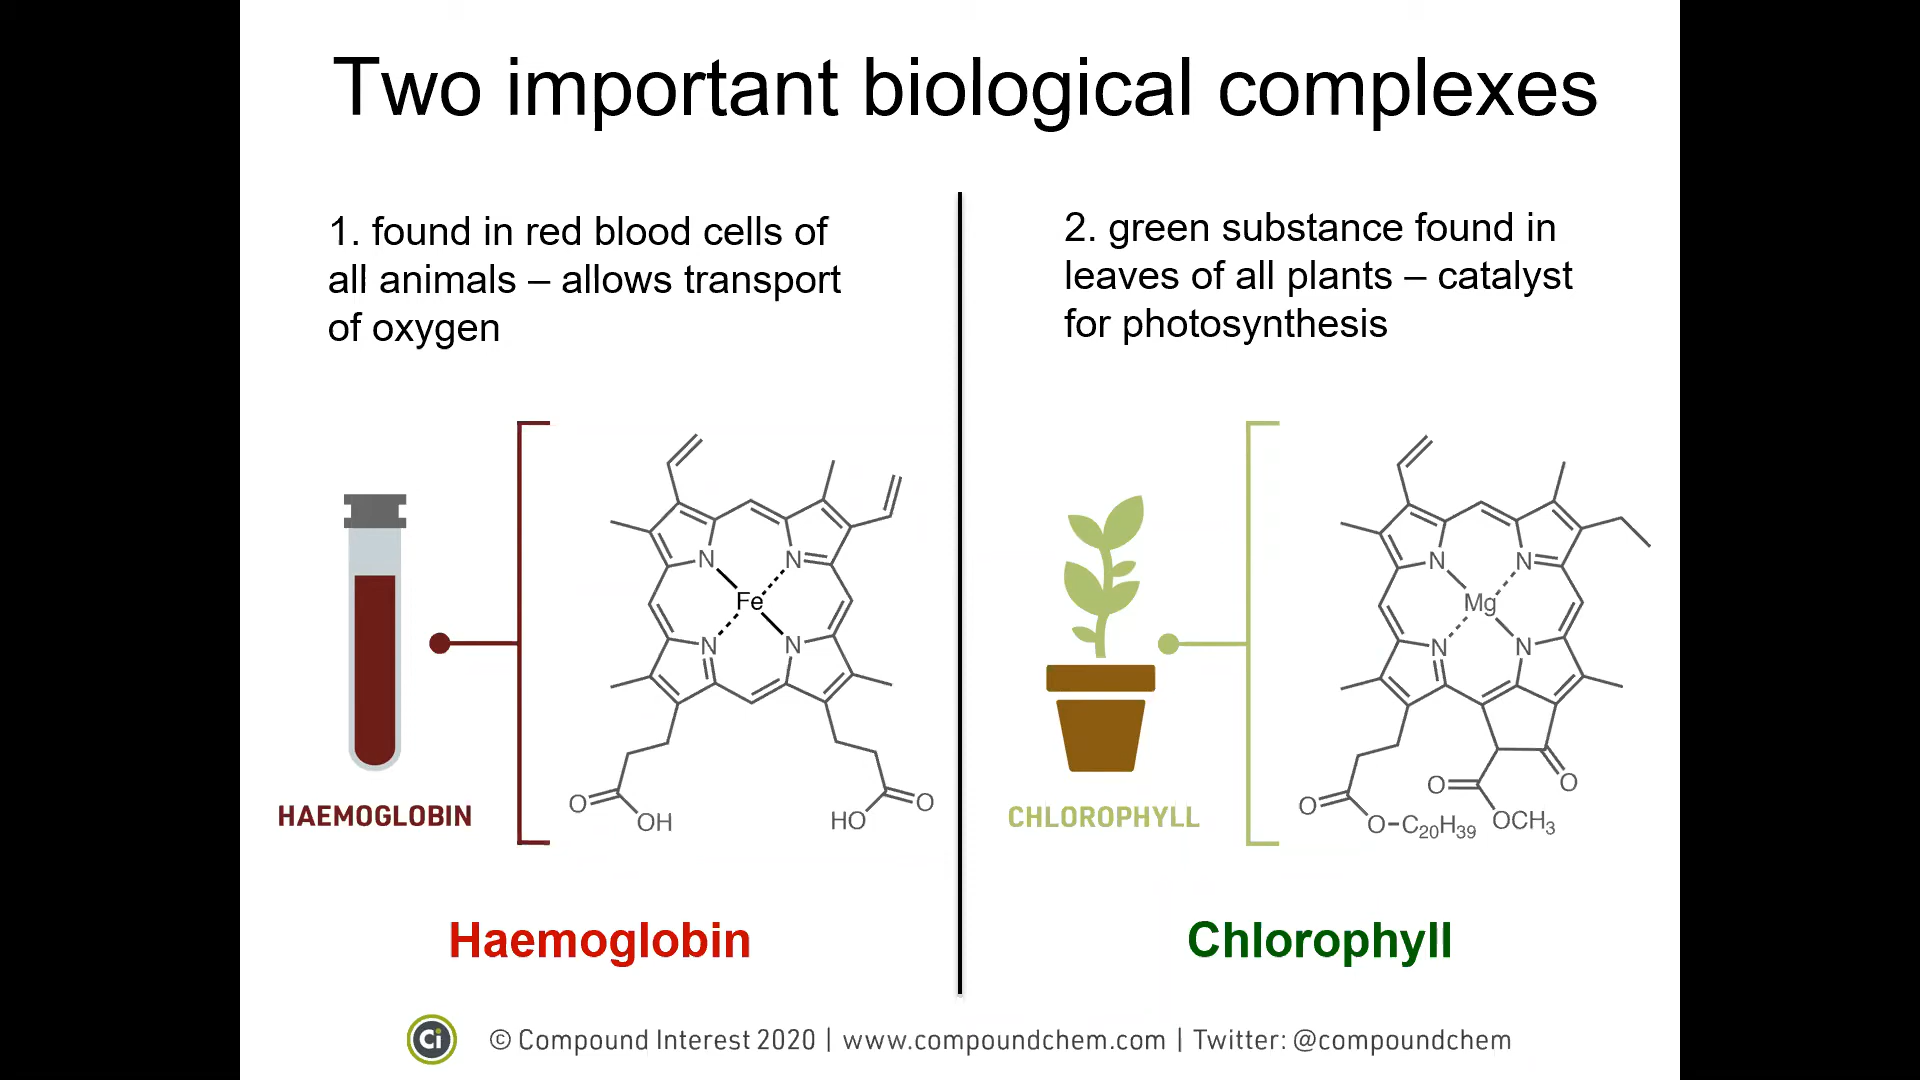 Two important biological complexes
1. found in red blood cells of
all animals – allows transport
of oxygen
N
N
Fe
N
N
O
OH
HO
O
HAEMOGLOBIN
Haemoglobin
2. green substance found in
leaves of all plants – catalyst
for photosynthesis
N
N
Mg
N
N
O
O
O
O–C₂₀H₃₉
OCH₃
CHLOROPHYLL
Chlorophyll
Ci
© Compound Interest 2020 | www.compoundchem.com | Twitter: @compoundchem